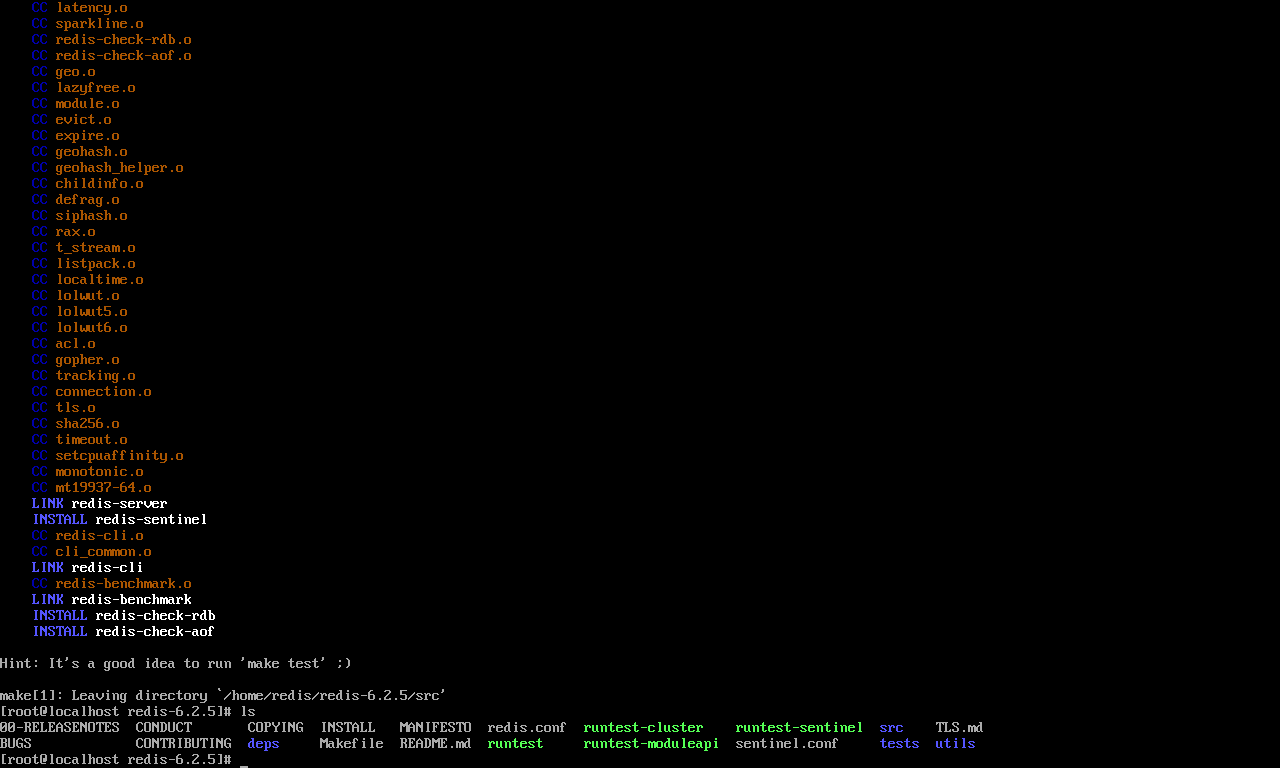 CC latency.o
CC sparkline.o
CC redis-check-rdb.o
CC redis-check-aof.o
CC geo.o
CC lazyfree.o
CC module.o
CC evict.o
CC expire.o
CC geohash.o
CC geohash_helper.o
CC childinfo.o
CC defrag.o
CC siphash.o
CC rax.o
CC t_stream.o
CC listpack.o
CC localtime.o
CC lolwut.o
CC lolwut5.o
CC lolwut6.o
CC acl.o
CC gopher.o
CC tracking.o
CC connection.o
CC tls.o
CC sha256.o
CC timeout.o
CC setcpuaffinity.o
CC monotonic.o
CC mt19937-64.o
LINK redis-server
INSTALL redis-sentinel
CC redis-cli.o
CC cli_common.o
LINK redis-cli
CC redis-benchmark.o
LINK redis-benchmark
INSTALL redis-check-rdb
INSTALL redis-check-aof
Hint: It's a good idea to run 'make test' ;)
make[1]: Leaving directory `/home/redis/redis-6.2.5/src'
[root@localhost redis-6.2.5]# ls
00-RELEASENOTES  CONDUCT       COPYING  INSTALL   MANIFESTO  redis.conf  runtest-cluster    runtest-sentinel  src    TLS.md
BUGS             CONTRIBUTING  deps     Makefile  README.md  runtest     runtest-moduleapi  sentinel.conf     tests  utils
[root@localhost redis-6.2.5]# _